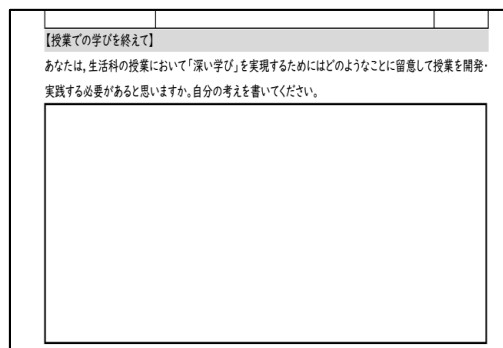 【授業での学びを終えて】
あなたは,生活科の授業において「深い学び」を実現するためにはどのようなことに留意して授業を開発・
実践する必要があると思いますか。自分の考えを書いてください。